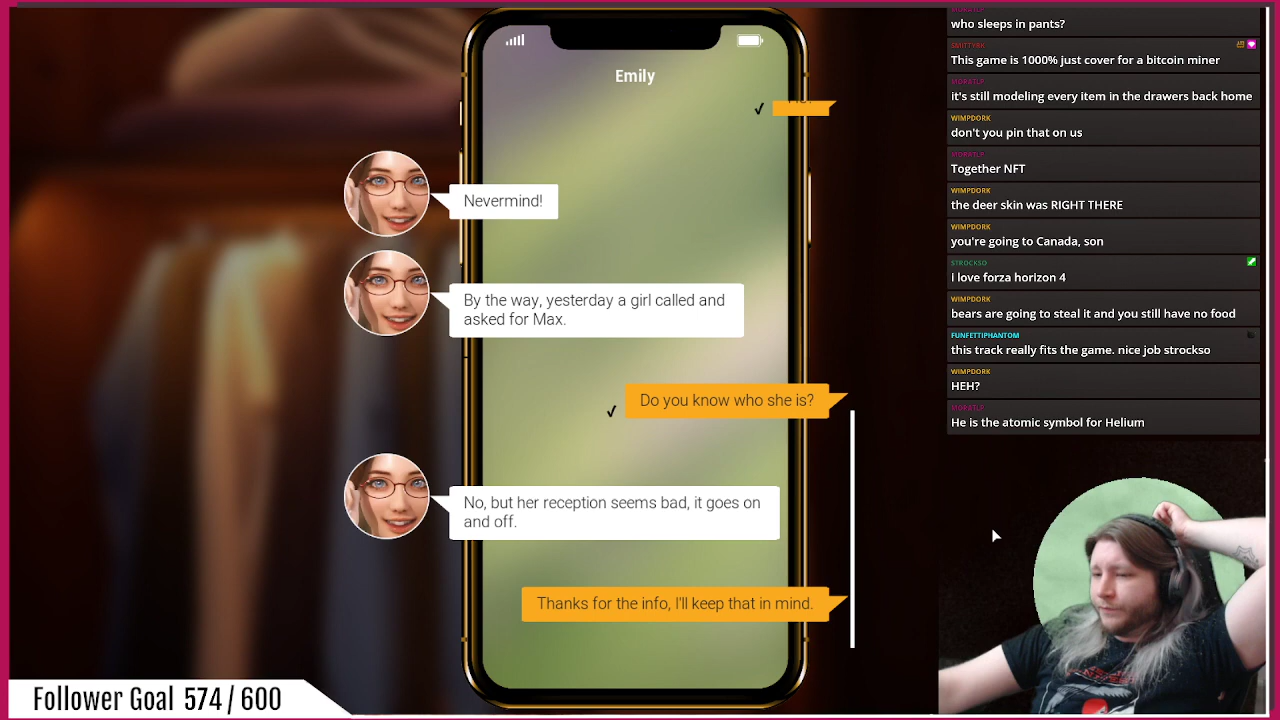 Emily
Nevermind!
By the way, yesterday a girl called and
asked for Max.
Do you know who she is?
No, but her reception seems bad, it goes on
and off.
Thanks for the info, I'll keep that in mind.
who sleeps in pants?
SMITTYRK
This game is 1000% just cover for a bitcoin miner
it's still modeling every item in the drawers back home
WIMPDORK
don't you pin that on us
Together NFT
WIMPDORK
the deer skin was RIGHT THERE
WIMPDORK
you're going to Canada, son
STROCKSO
i love forza horizon 4
WIMPDORK
bears are going to steal it and you still have no food
FUNFETTIPHANTOM
this track really fits the game. nice job strockso
WIMPDORK
HEH?
He is the atomic symbol for Helium
Follower Goal 574 / 600